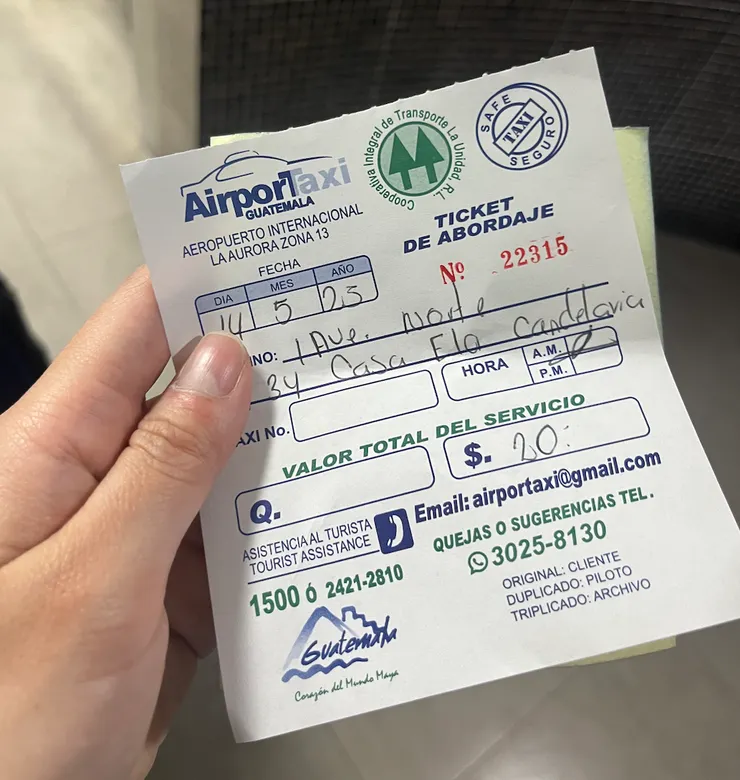 AirporTaxi
GUATEMALA
Cooperativa Integral de Transporte La Unidad R.L.
SAFE
TAXI
SEGURO
AEROPUERTO INTERNACIONAL
LA AURORA ZONA 13
TICKET
DE ABORDAJE
Nº 22315
FECHA
DIA MES AÑO
14 5 23
INO: 1 Ave. Norte
34 Casa Ela Candelaria
HORA A.M.
P.M.
AXI No.
VALOR TOTAL DEL SERVICIO
Q. $. 20:
Email: airportaxi@gmail.com
ASISTENCIA AL TURISTA
TOURIST ASSISTANCE
QUEJAS O SUGERENCIAS TEL.
3025-8130
1500 ó 2421-2810
ORIGINAL: CLIENTE
DUPLICADO: PILOTO
TRIPLICADO: ARCHIVO
Guatemala
Corazón del Mundo Maya